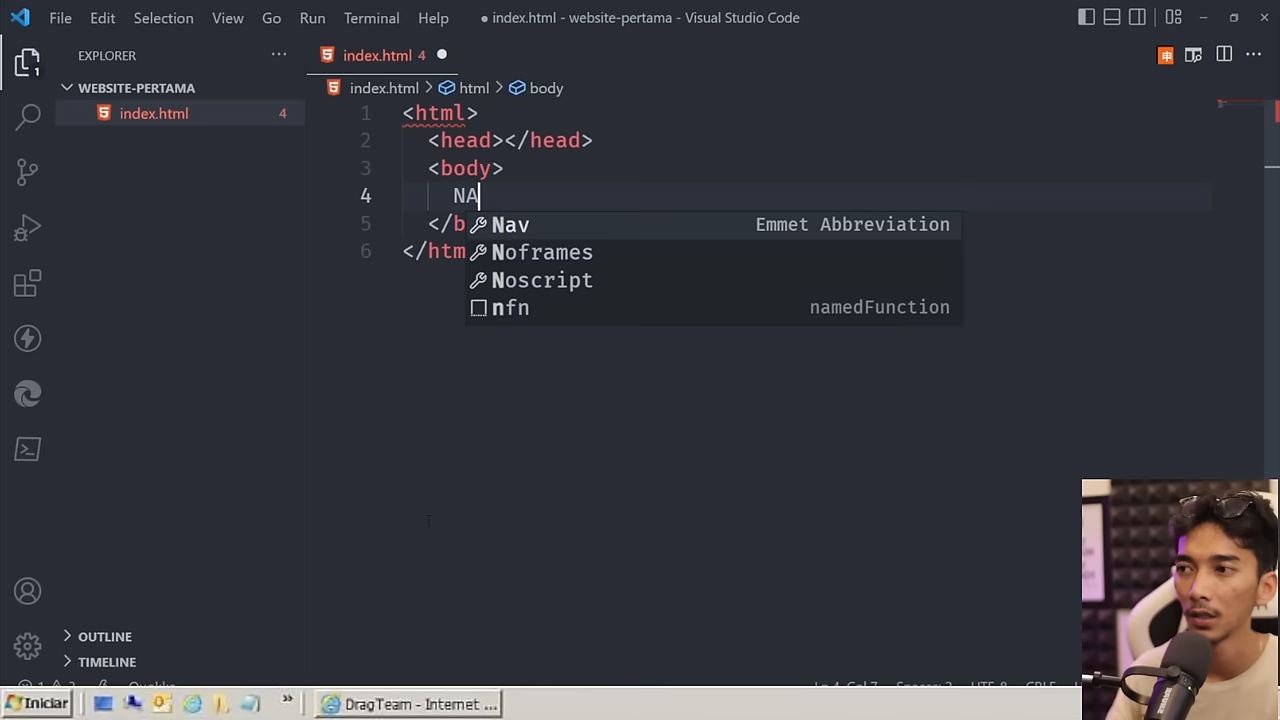 File Edit Selection View Go Run Terminal Help ● index.html - website-pertama - Visual Studio Code
EXPLORER ···
index.html 4 ●
WEBSITE-PERTAMA
index.html > html > body
index.html 4
1 <html>
2 <head></head>
3 <body>
4 NA
Nav Emmet Abbreviation
5 </b
Noframes
6 </htm
Noscript
nfn namedFunction
1
OUTLINE
TIMELINE
Iniciar
»
DragTeam - Internet ...